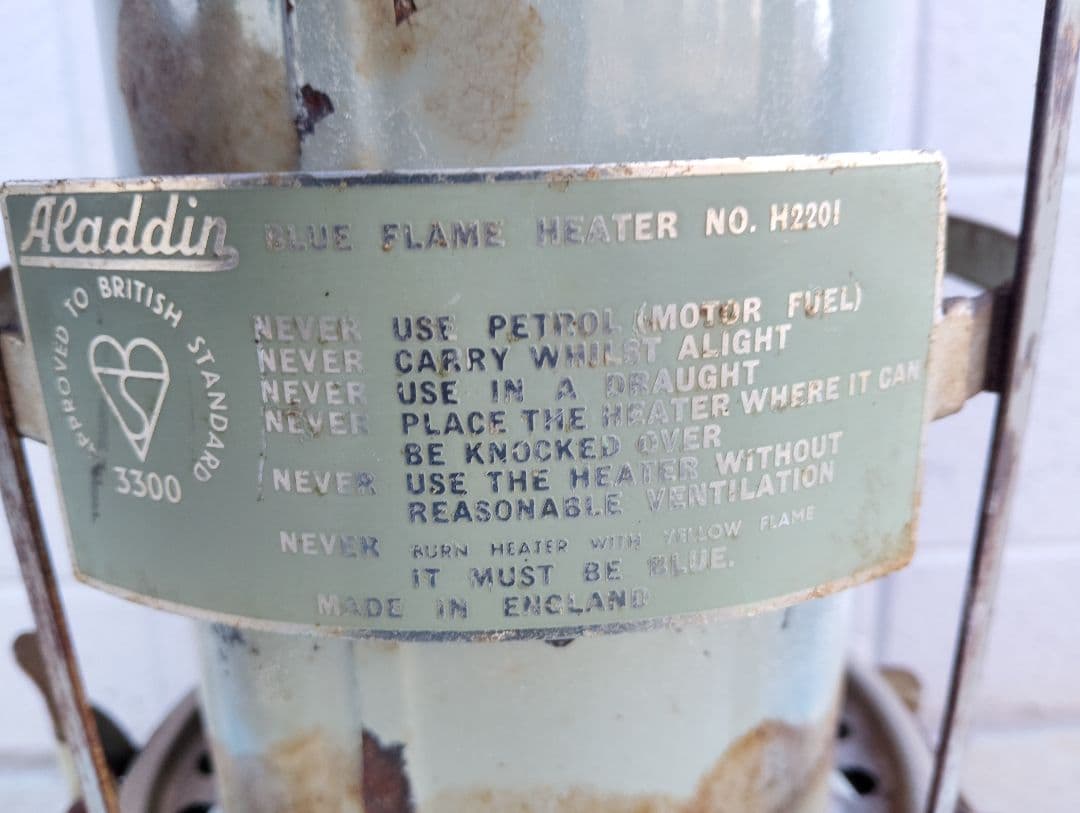 Aladdin BLUE FLAME HEATER NO. H2201
APPROVED TO BRITISH STANDARD
3300
NEVER USE PETROL (MOTOR FUEL)
NEVER CARRY WHILST ALIGHT
NEVER USE IN A DRAUGHT
NEVER PLACE THE HEATER WHERE IT CAN
BE KNOCKED OVER
NEVER USE THE HEATER WITHOUT
REASONABLE VENTILATION
NEVER BURN HEATER WITH YELLOW FLAME
IT MUST BE BLUE.
MADE IN ENGLAND